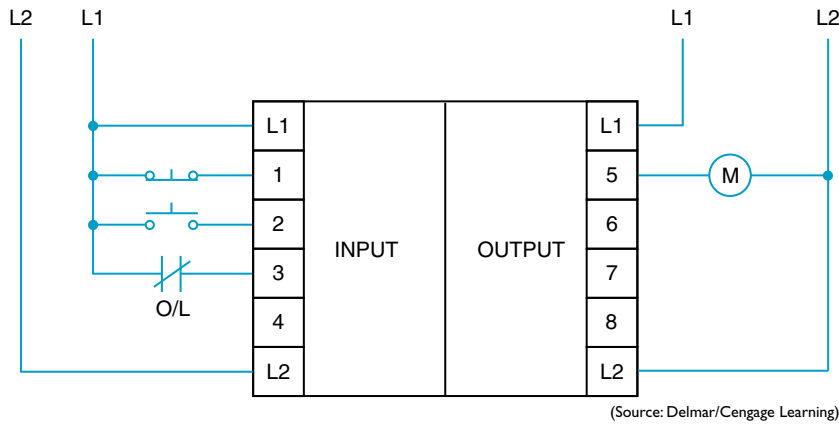 L2 L1 L1 L2
L1 L1
1 5 M
2 6
INPUT OUTPUT
3 7
O/L
4 8
L2 L2
(Source: Delmar/Cengage Learning)